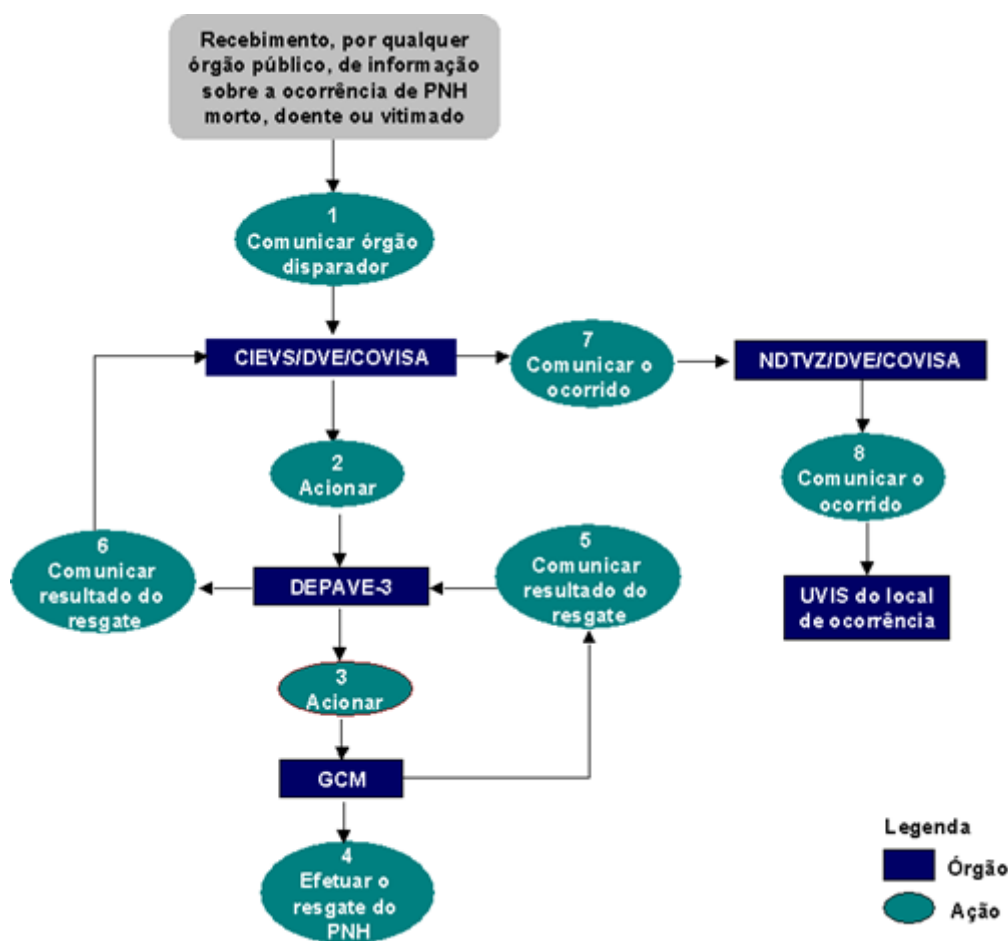 Recebimento, por qualquer
órgão público, de informação
sobre a ocorrência de PNH
morto, doente ou vitimado
1
Comunicar órgão
disparador
CIEVS/DVE/COVISA
7
Comunicar o
ocorrido
NDTVZ/DVE/COVISA
2
Acionar
8
Comunicar o
ocorrido
6
Comunicar
resultado do
resgate
DEPAVE-3
5
Comunicar
resultado do
resgate
UVIS do local
de ocorrência
3
Acionar
GCM
4
Efetuar o
resgate do
PNH
Legenda
Órgão
Ação